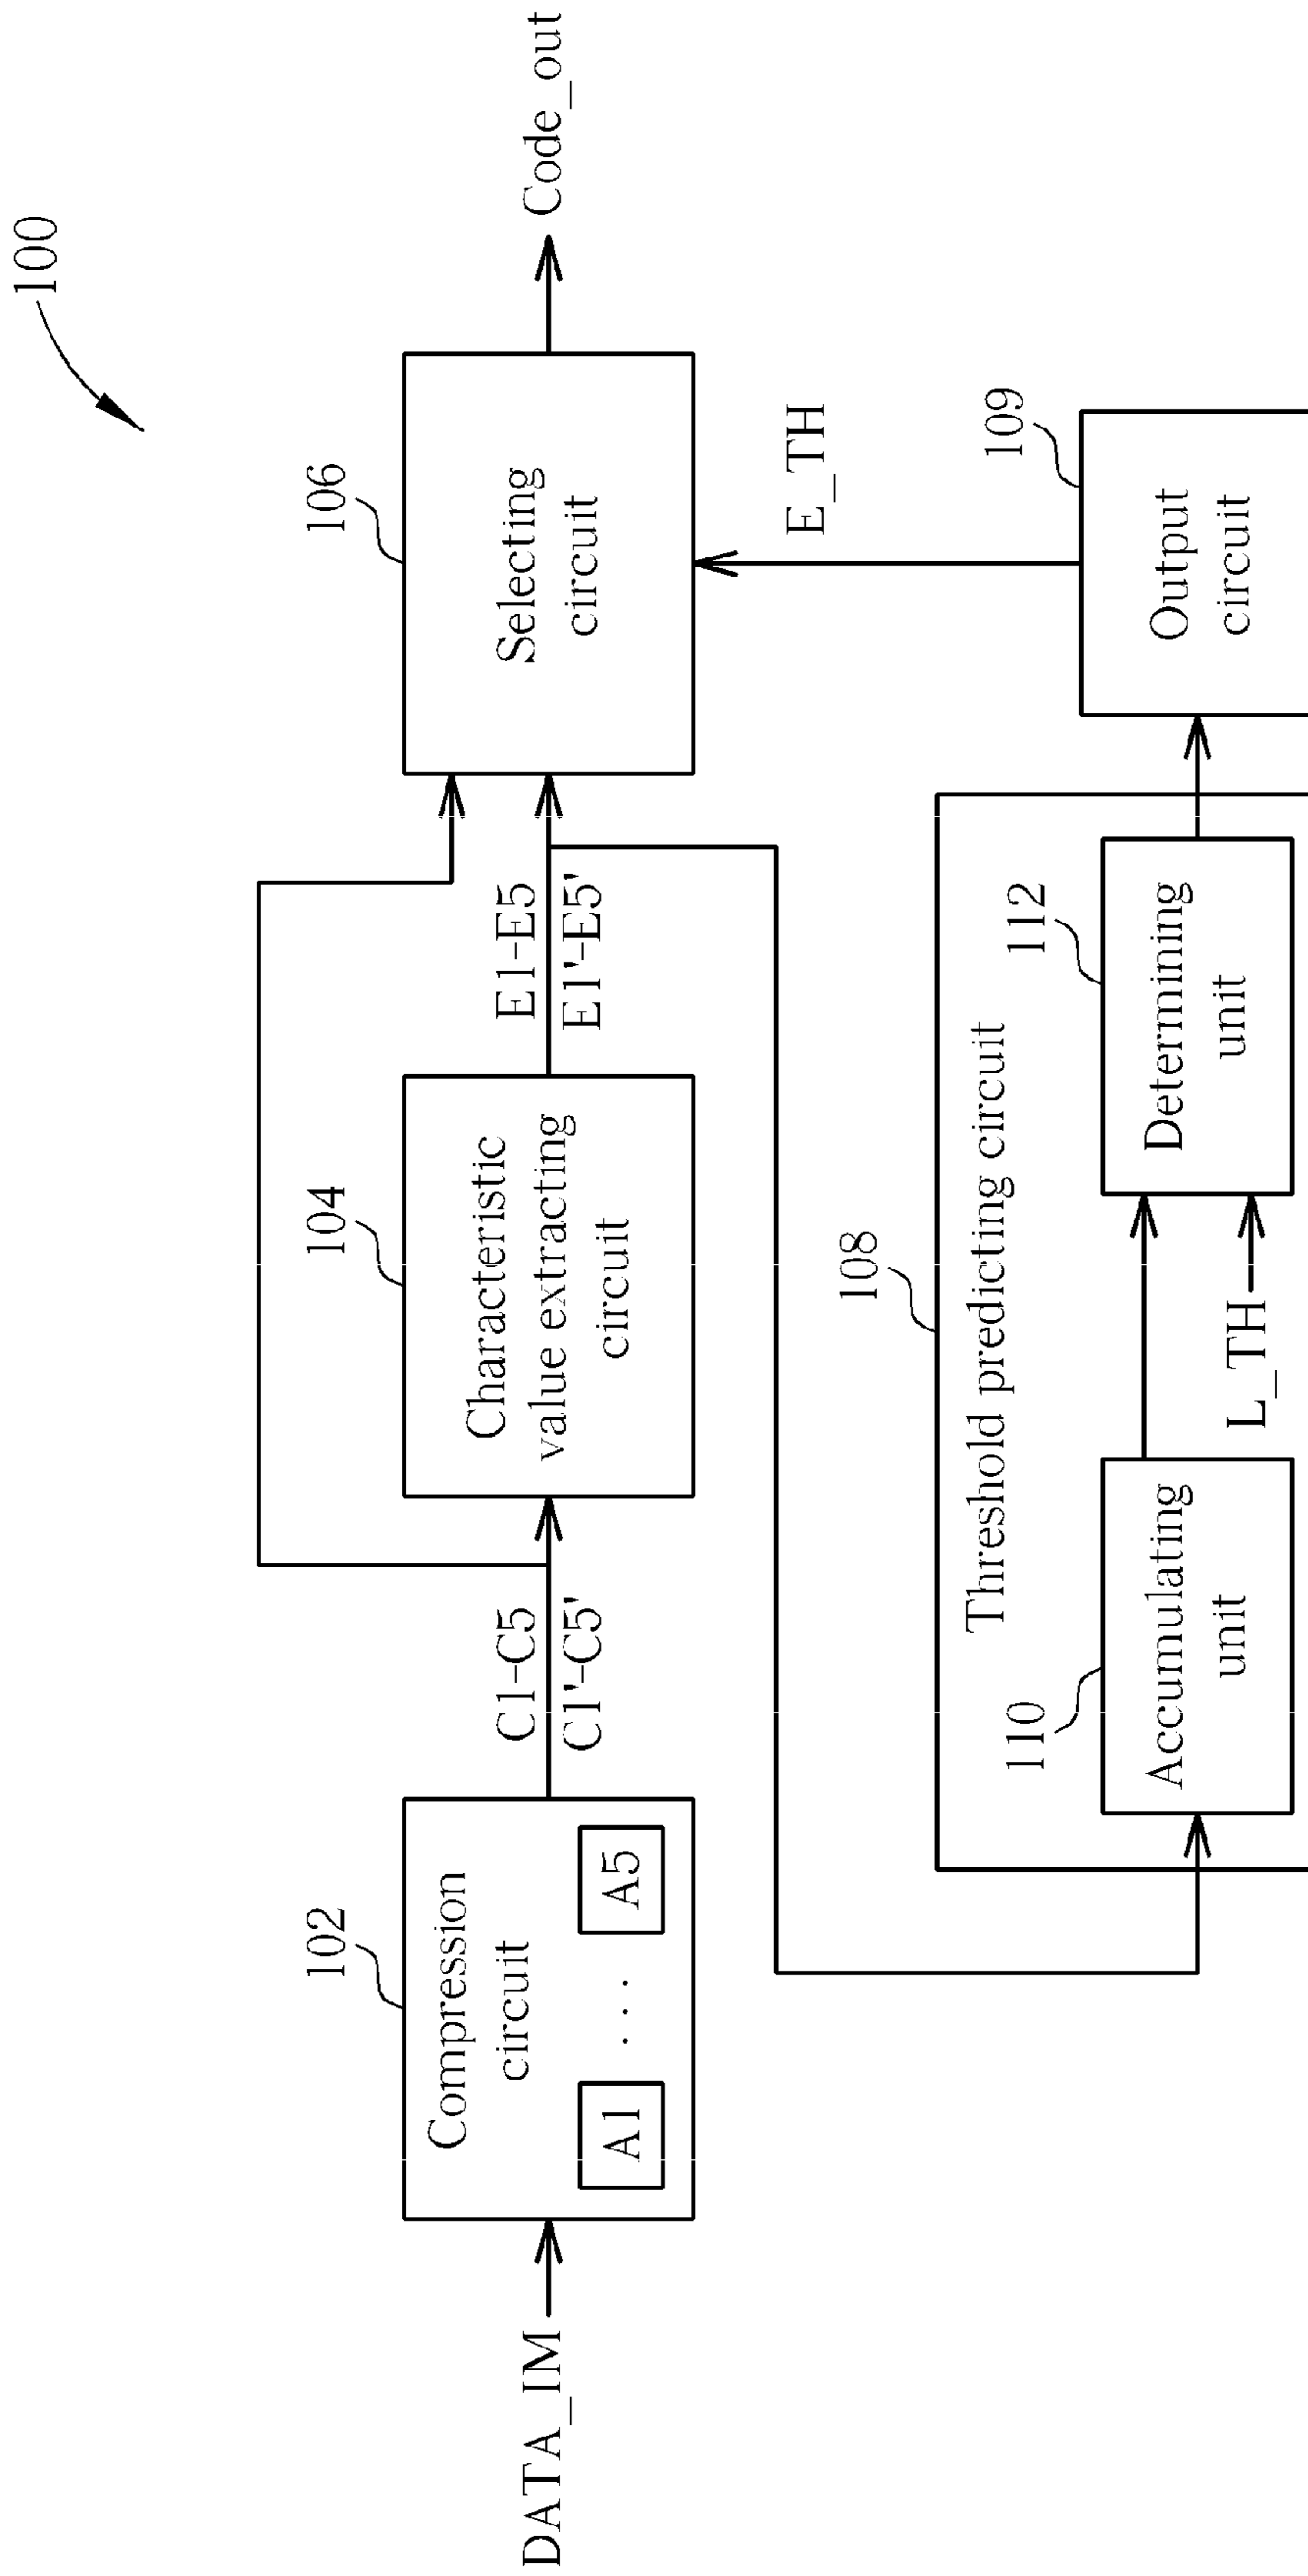 100
102
Compression
circuit
A1
...
A5
DATA_IM
C1-C5
C1'-C5'
104
Characteristic
value extracting
circuit
E1-E5
E1'-E5'
106
Selecting
circuit
Code_out
E_TH
108
Threshold predicting circuit
110
Accumulating
unit
L_TH
112
Determining
unit
109
Output
circuit